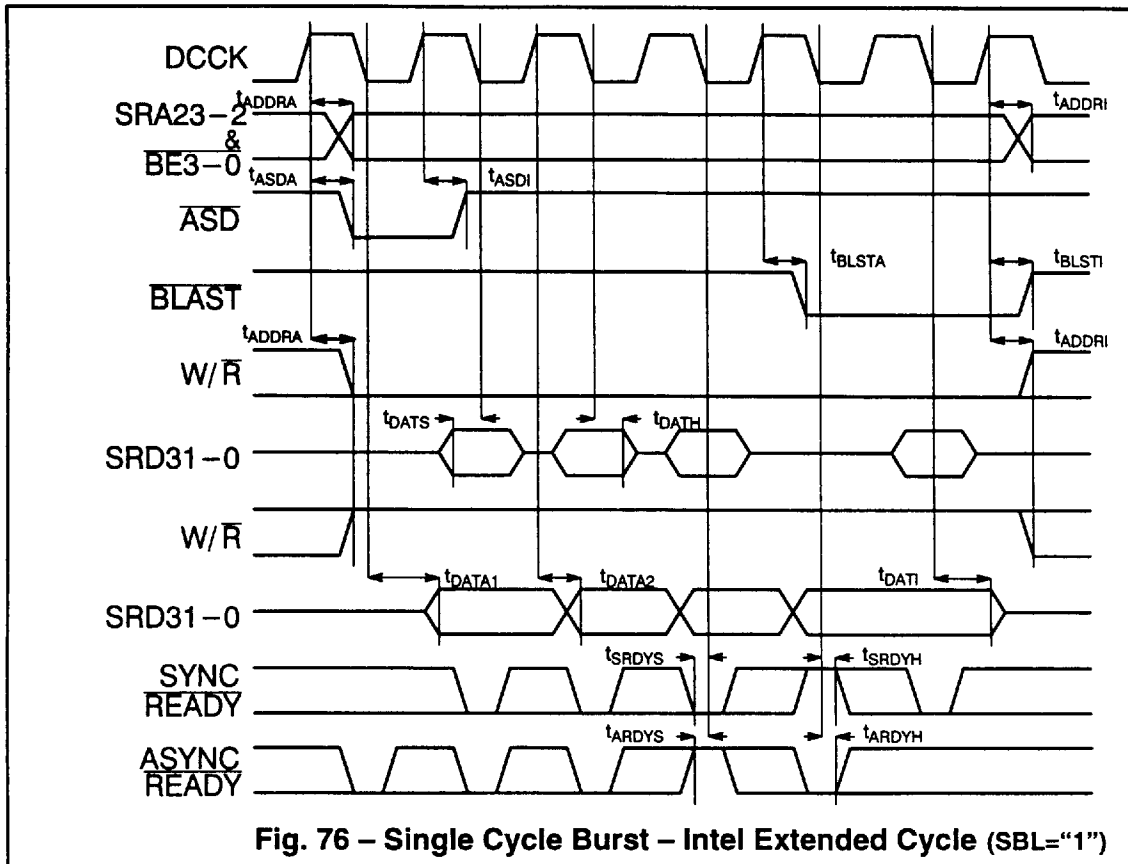 DCCK
tADDRA
tADDRI
SRA23-2
&
BE3-0
tASDA
tASDI
ASD
tBLSTA
tBLSTI
BLAST
tADDRA
tADDRI
W/R
tDATS
tDATH
SRD31-0
W/R
tDATA1
tDATA2
tDATI
SRD31-0
tSRDYS
tSRDYH
SYNC
READY
tARDYS
tARDYH
ASYNC
READY
Fig. 76 – Single Cycle Burst – Intel Extended Cycle (SBL=“1”)